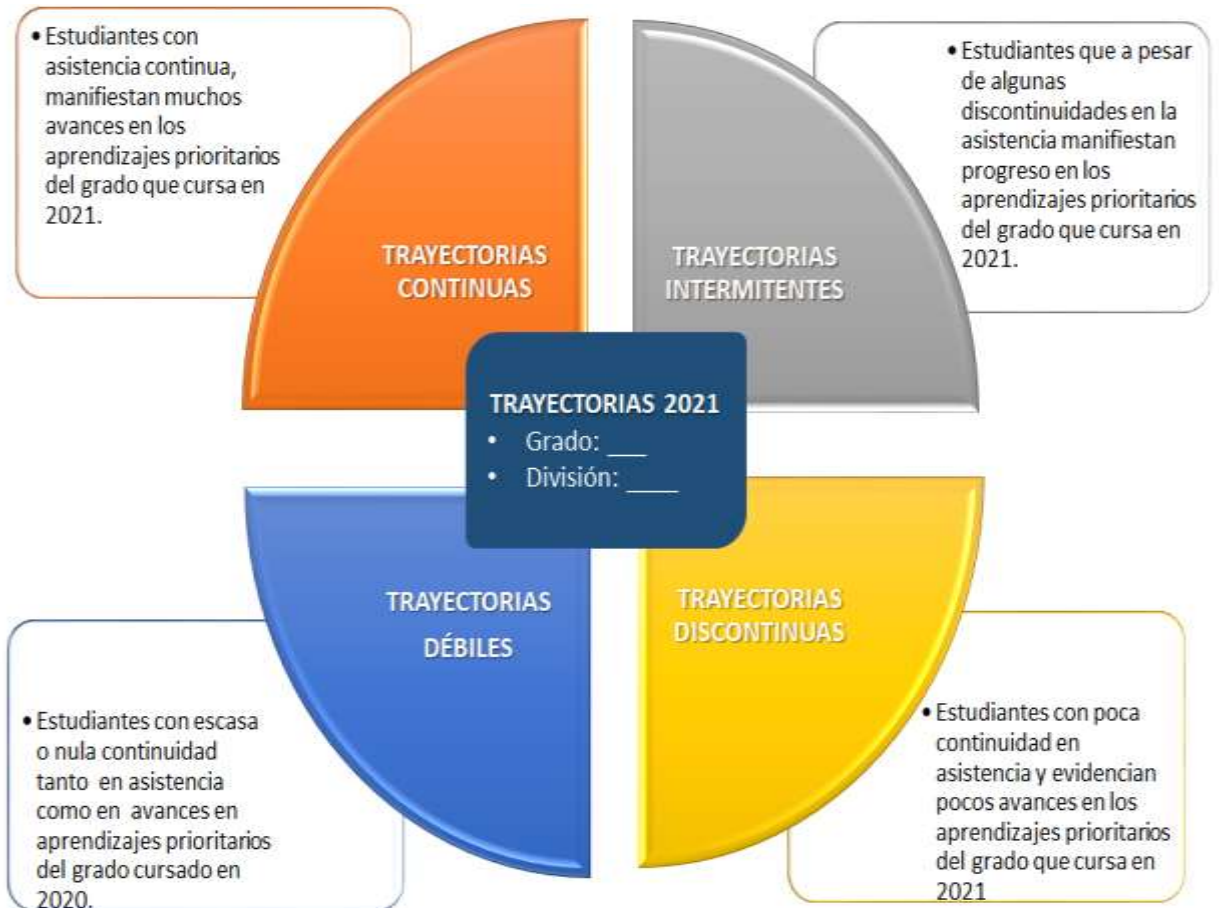 • Estudiantes con
asistencia continua,
manifiestan muchos
avances en los
aprendizajes prioritarios
del grado que cursa en
2021.
TRAYECTORIAS
CONTINUAS
• Estudiantes que a pesar
de algunas
discontinuidades en la
asistencia manifiestan
progreso en los
aprendizajes prioritarios
del grado que cursa en
2021.
TRAYECTORIAS
INTERMITENTES
TRAYECTORIAS 2021
• Grado: ___
• División: ____
TRAYECTORIAS
DÉBILES
• Estudiantes con escasa
o nula continuidad
tanto en asistencia
como en avances en
aprendizajes prioritarios
del grado cursado en
2020.
TRAYECTORIAS
DISCONTINUAS
• Estudiantes con poca
continuidad en
asistencia y evidencian
pocos avances en los
aprendizajes prioritarios
del grado que cursa en
2021